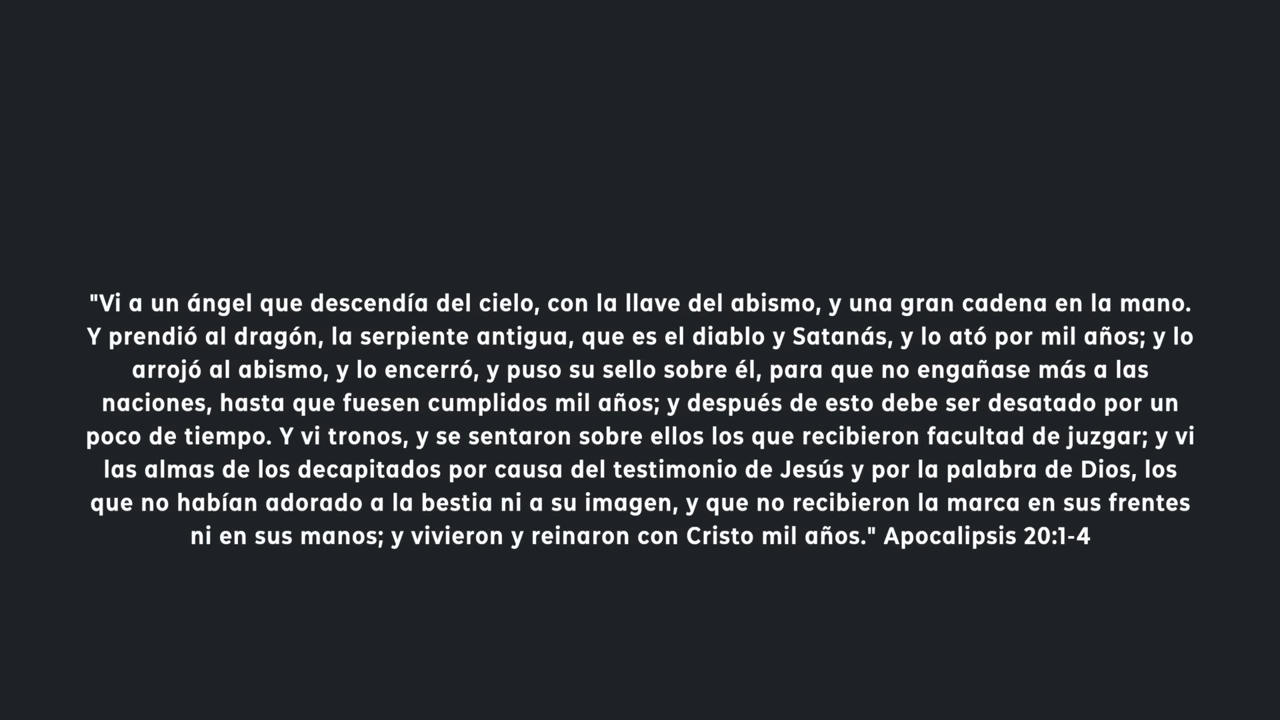 "Vi a un ángel que descendía del cielo, con la llave del abismo, y una gran cadena en la mano.
Y prendió al dragón, la serpiente antigua, que es el diablo y Satanás, y lo ató por mil años; y lo
arrojó al abismo, y lo encerró, y puso su sello sobre él, para que no engañase más a las
naciones, hasta que fuesen cumplidos mil años; y después de esto debe ser desatado por un
poco de tiempo. Y vi tronos, y se sentaron sobre ellos los que recibieron facultad de juzgar; y vi
las almas de los decapitados por causa del testimonio de Jesús y por la palabra de Dios, los
que no habían adorado a la bestia ni a su imagen, y que no recibieron la marca en sus frentes
ni en sus manos; y vivieron y reinaron con Cristo mil años." Apocalipsis 20:1-4